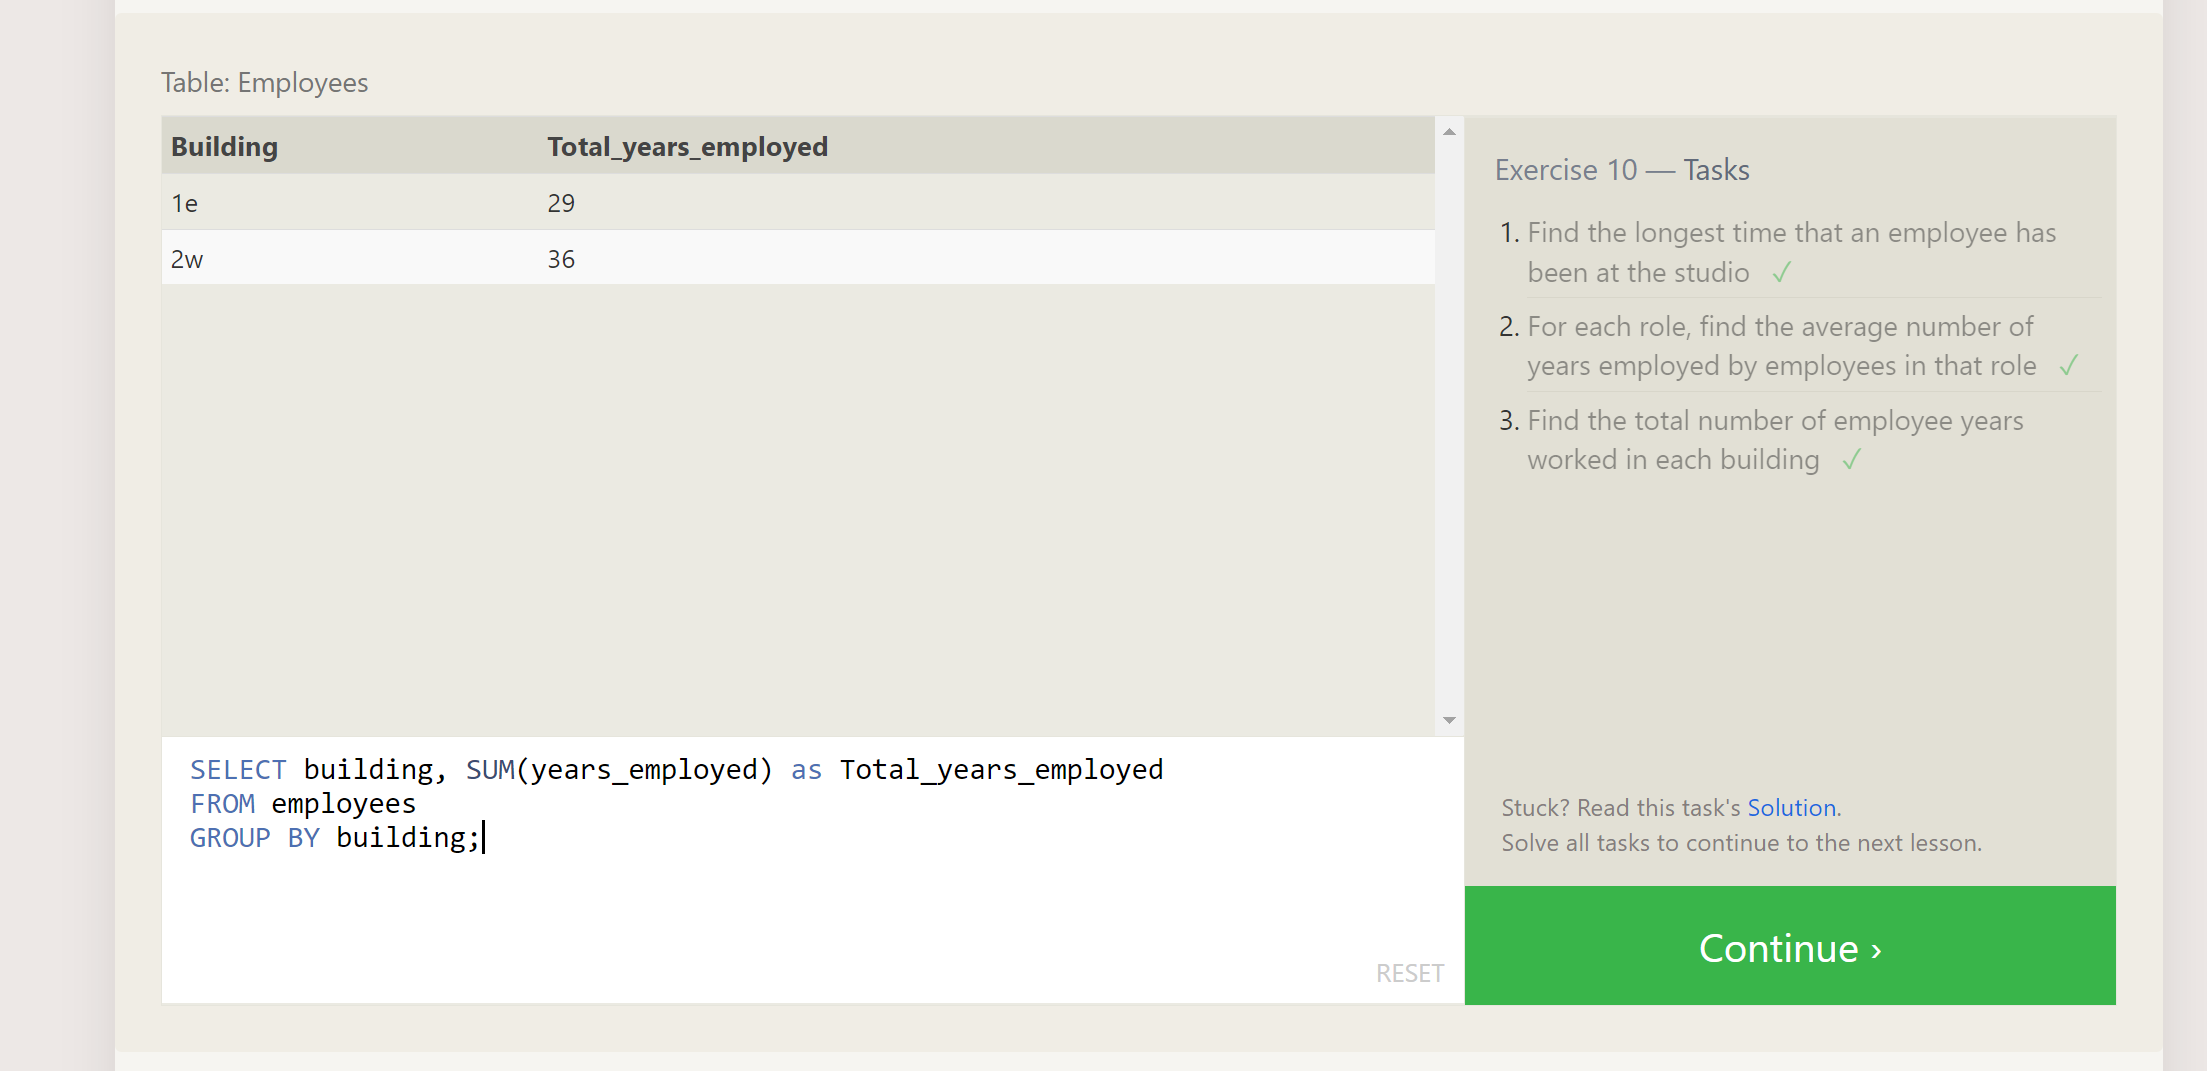 Table: Employees
Building Total_years_employed
1e 29
2w 36
SELECT building, SUM(years_employed) as Total_years_employed
FROM employees
GROUP BY building;
RESET
Exercise 10 — Tasks
1. Find the longest time that an employee has
been at the studio ✓
2. For each role, find the average number of
years employed by employees in that role ✓
3. Find the total number of employee years
worked in each building ✓
Stuck? Read this task's Solution.
Solve all tasks to continue to the next lesson.
Continue ›